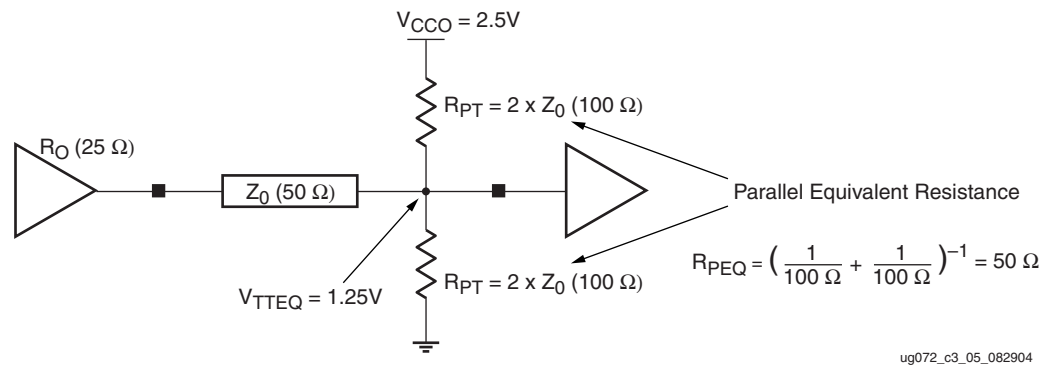 V_CCO = 2.5V
R_PT = 2 x Z_0 (100 Ω)
R_O (25 Ω)
Z_0 (50 Ω)
Parallel Equivalent Resistance
R_PEQ = ( 1/100 Ω + 1/100 Ω )^–1 = 50 Ω
R_PT = 2 x Z_0 (100 Ω)
V_TTEQ = 1.25V
ug072_c3_05_082904